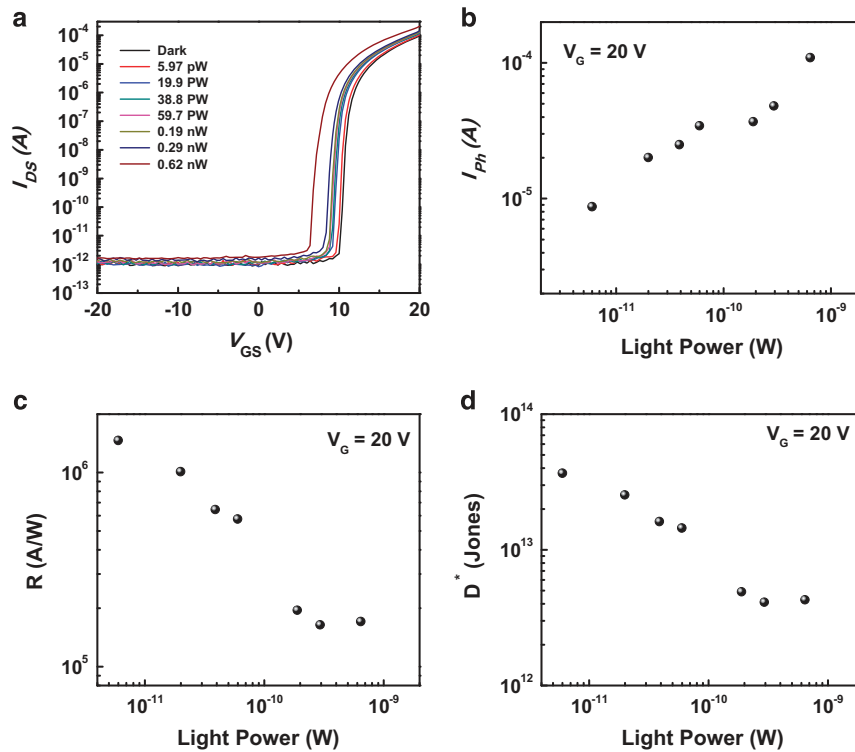 a
I_DS (A)
10^-4
10^-5
10^-6
10^-7
10^-8
10^-9
10^-10
10^-11
10^-12
10^-13
Dark
5.97 pW
19.9 PW
38.8 PW
59.7 PW
0.19 nW
0.29 nW
0.62 nW
-20
-10
0
10
20
V_GS (V)
b
V_G = 20 V
I_Ph (A)
10^-4
10^-5
10^-11
10^-10
10^-9
Light Power (W)
c
V_G = 20 V
R (A/W)
10^6
10^5
10^-11
10^-10
10^-9
Light Power (W)
d
V_G = 20 V
D* (Jones)
10^14
10^13
10^12
10^-11
10^-10
10^-9
Light Power (W)